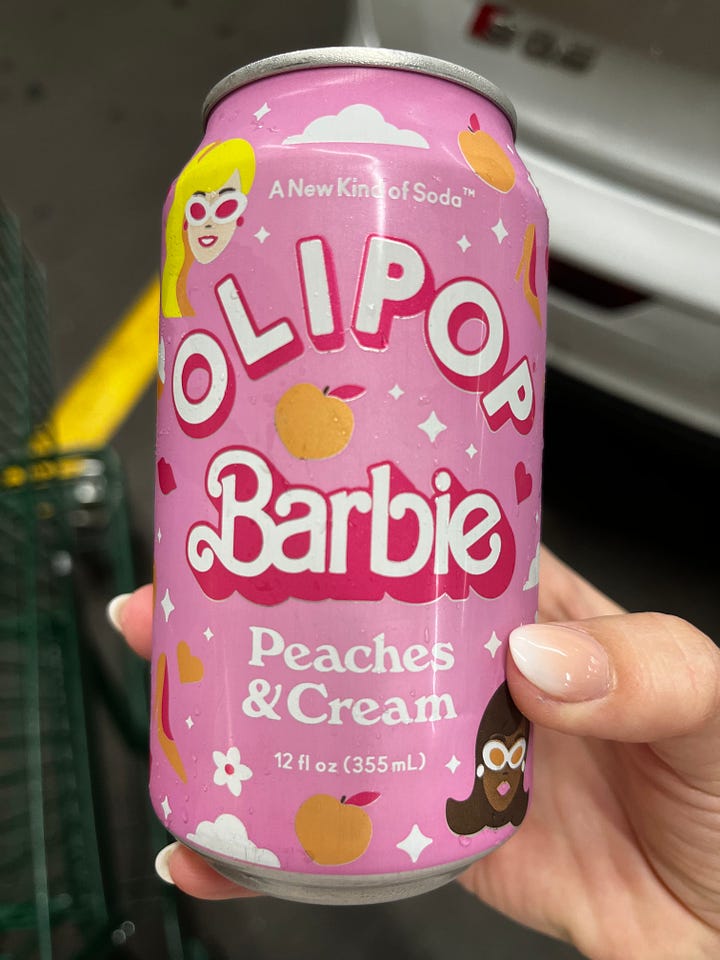 A New Kind of Soda™
OLIPOP
Barbie
Peaches
& Cream
12 fl oz (355 mL)